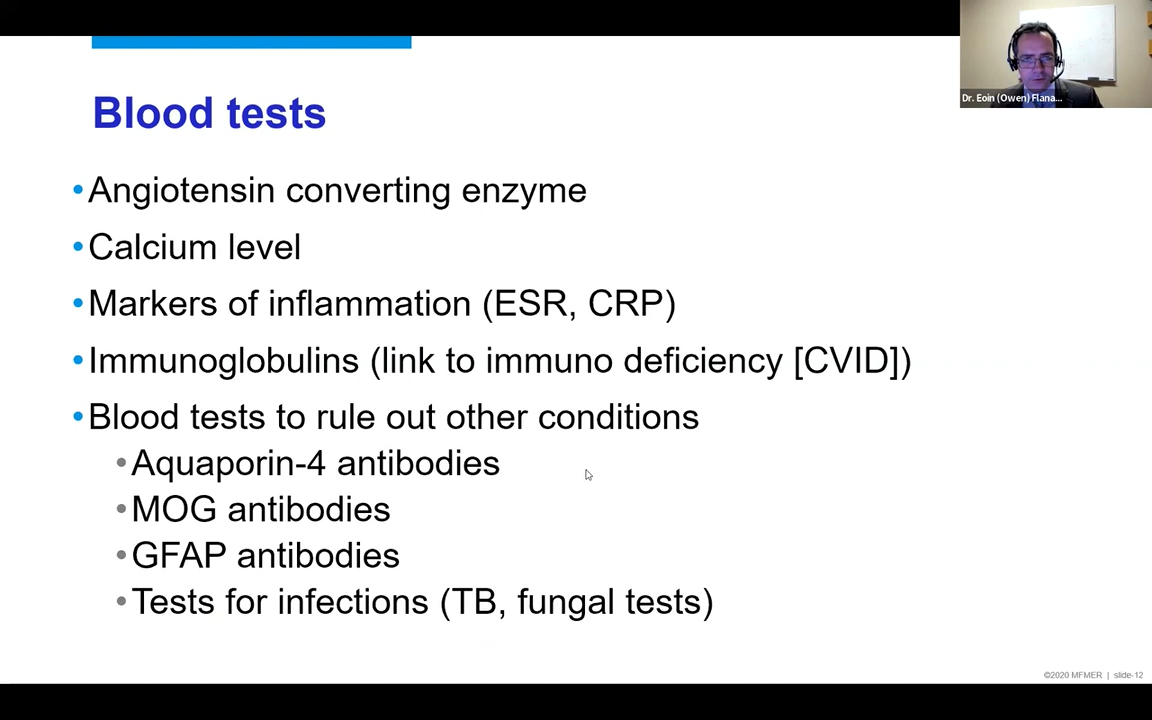 Dr. Eoin (Owen) Flana...
Blood tests
•Angiotensin converting enzyme
•Calcium level
•Markers of inflammation (ESR, CRP)
•Immunoglobulins (link to immuno deficiency [CVID])
•Blood tests to rule out other conditions
•Aquaporin-4 antibodies
•MOG antibodies
•GFAP antibodies
•Tests for infections (TB, fungal tests)
©2020 MFMER | slide-12